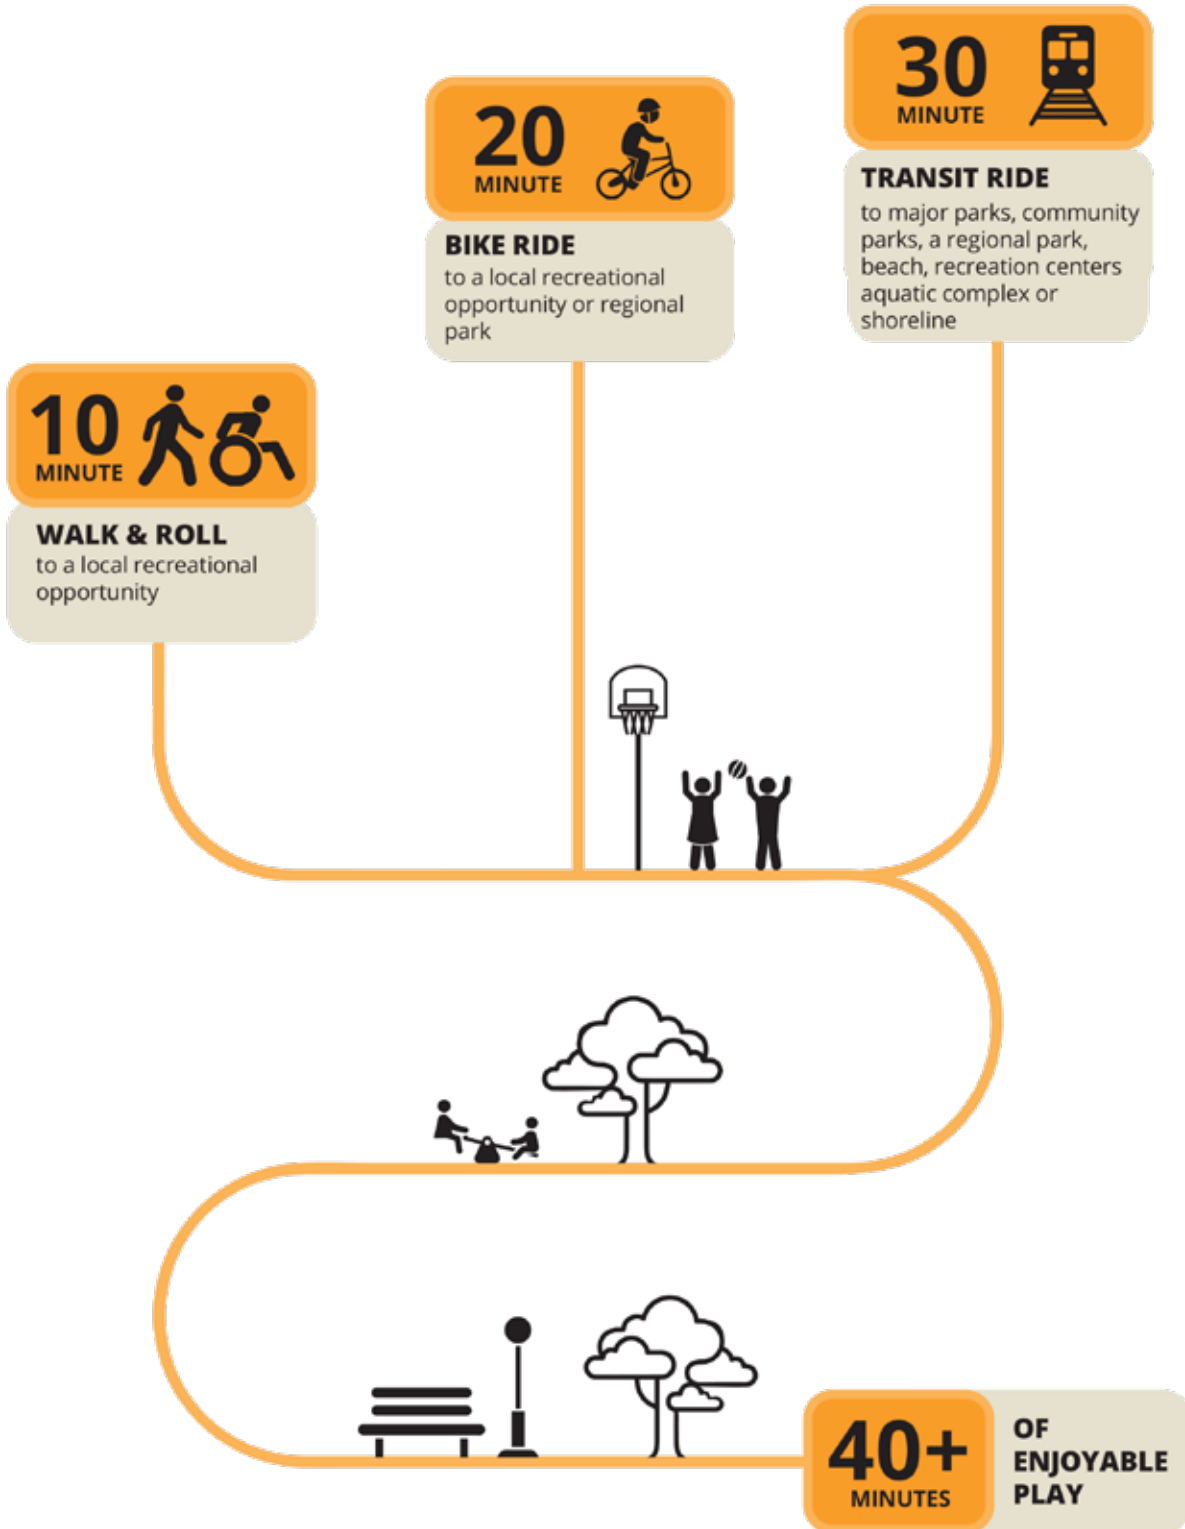 10
MINUTE
WALK & ROLL
to a local recreational
opportunity
20
MINUTE
BIKE RIDE
to a local recreational
opportunity or regional
park
30
MINUTE
TRANSIT RIDE
to major parks, community
parks, a regional park,
beach, recreation centers
aquatic complex or
shoreline
40+
MINUTES
OF
ENJOYABLE
PLAY